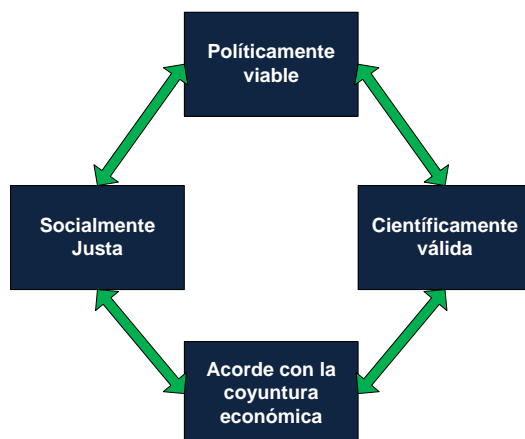 Políticamente
viable
Socialmente
Justa
Científicamente
válida
Acorde con la
coyuntura
económica